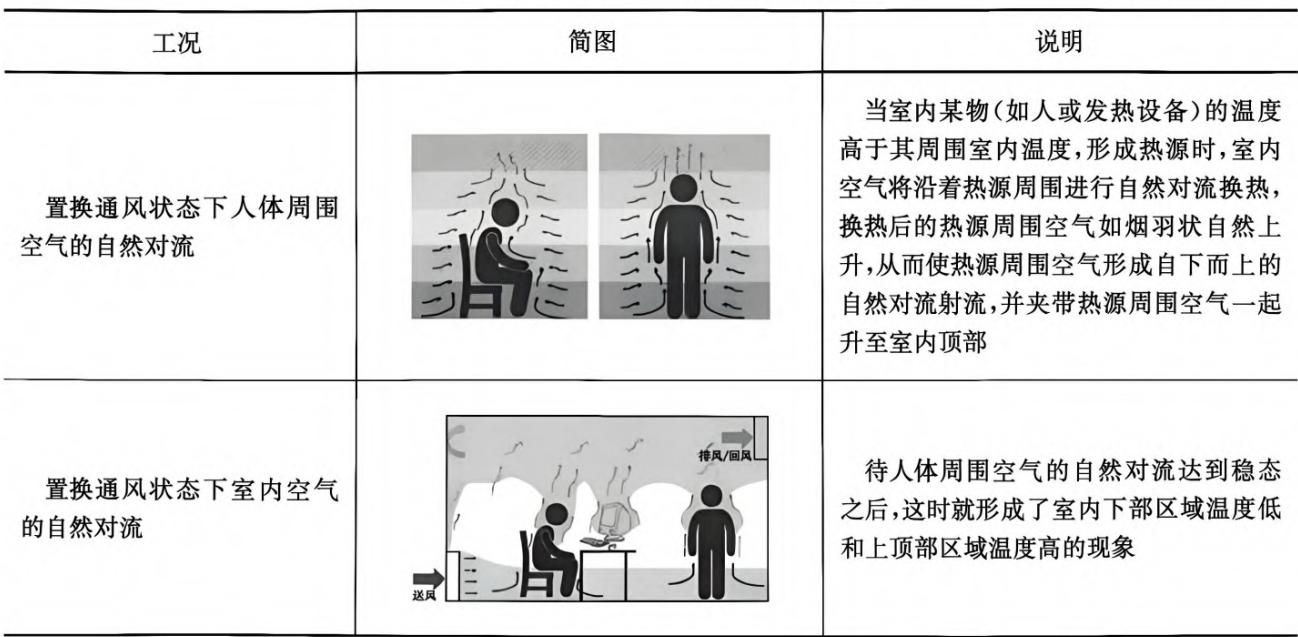 工况
简图
说明
置换通风状态下人体周围
空气的自然对流
当室内某物(如人或发热设备)的温度
高于其周围室内温度,形成热源时,室内
空气将沿着热源周围进行自然对流换热,
换热后的热源周围空气如烟羽状自然上
升,从而使热源周围空气形成自下而上的
自然对流射流,并夹带热源周围空气一起
升至室内顶部
置换通风状态下室内空气
的自然对流
排风/回风
送风
待人体周围空气的自然对流达到稳态
之后,这时就形成了室内下部区域温度低
和上顶部区域温度高的现象